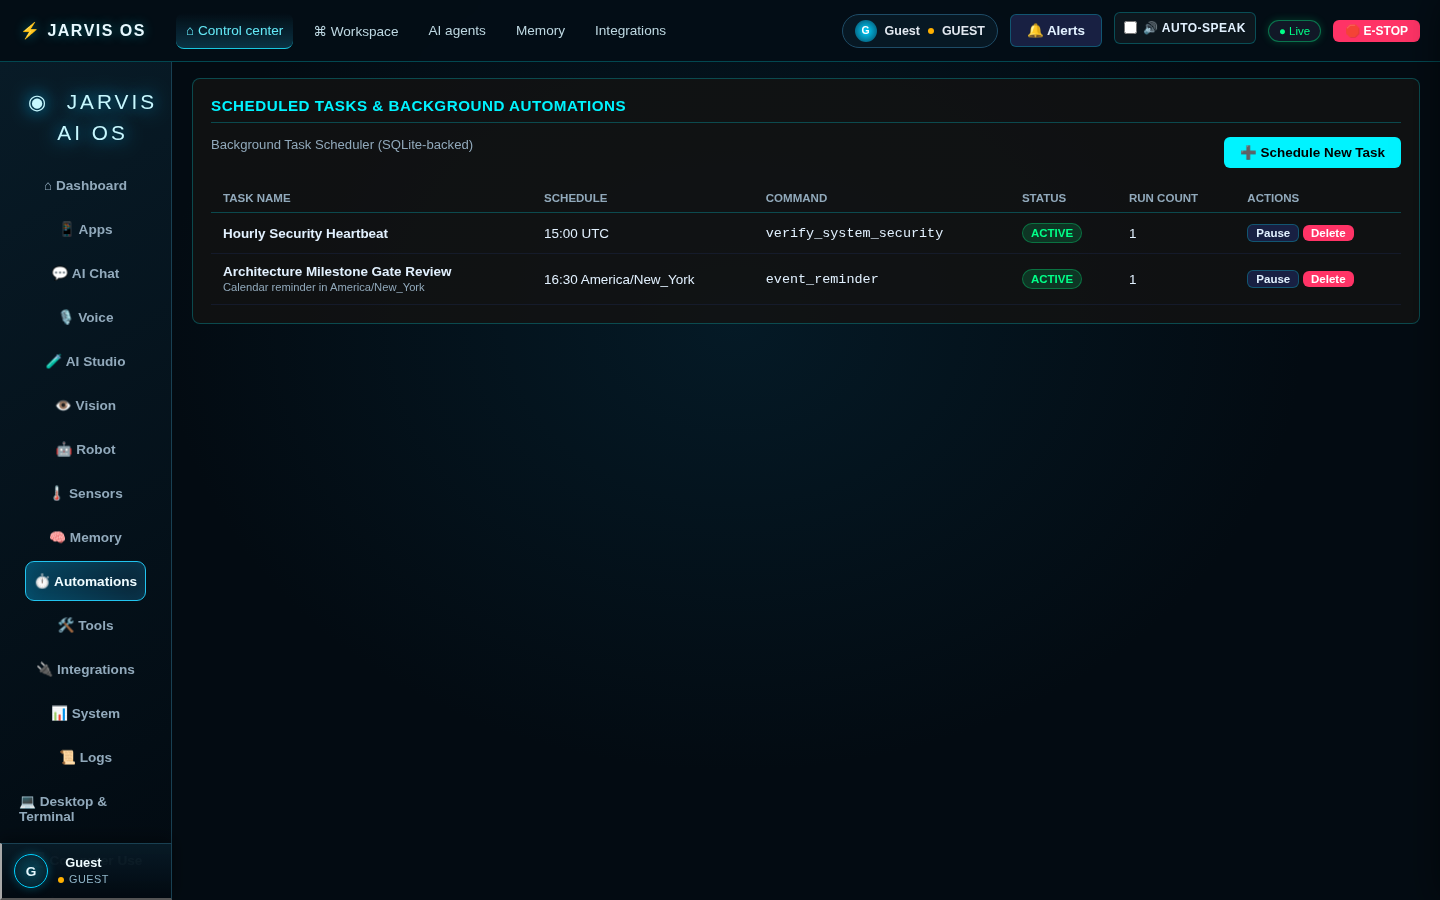 ⚡ JARVIS OS
⌂ Control center
⌘ Workspace
AI agents
Memory
Integrations
G Guest GUEST
🔔 Alerts
🔊 AUTO-SPEAK
● Live
🛑 E-STOP
◉ JARVIS
AI OS
⌂ Dashboard
📱 Apps
💬 AI Chat
🎙️ Voice
🧪 AI Studio
👁️ Vision
🤖 Robot
🌡️ Sensors
🧠 Memory
⏱️ Automations
🛠️ Tools
🔌 Integrations
📊 System
📜 Logs
💻 Desktop &
Terminal
G
Guest
GUEST
SCHEDULED TASKS & BACKGROUND AUTOMATIONS
Background Task Scheduler (SQLite-backed)
➕ Schedule New Task
TASK NAME SCHEDULE COMMAND STATUS RUN COUNT ACTIONS
Hourly Security Heartbeat 15:00 UTC verify_system_security ACTIVE 1 Pause Delete
Architecture Milestone Gate Review 16:30 America/New_York event_reminder ACTIVE 1 Pause Delete
Calendar reminder in America/New_York